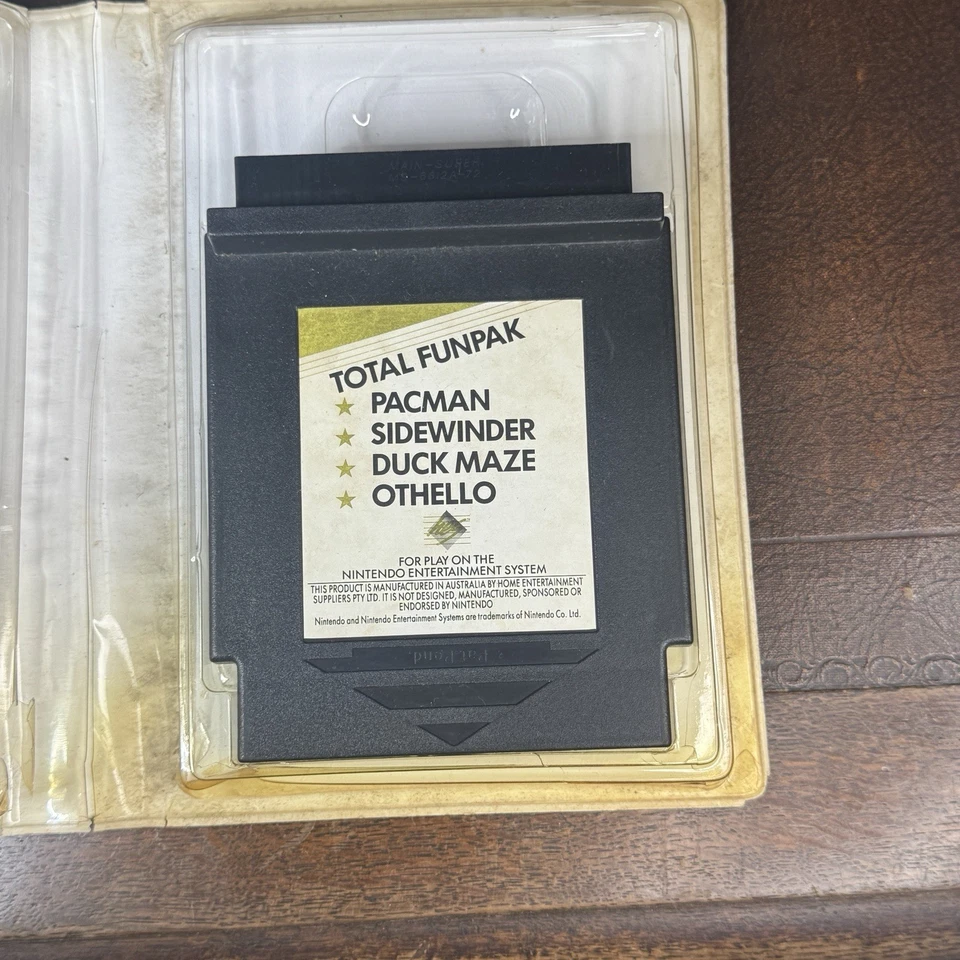 TOTAL FUNPAK
PACMAN
SIDEWINDER
DUCK MAZE
OTHELLO
FOR PLAY ON THE
NINTENDO ENTERTAINMENT SYSTEM
THIS PRODUCT IS MANUFACTURED IN AUSTRALIA BY HOME ENTERTAINMENT
SUPPLIERS PTY LTD. IT IS NOT DESIGNED, MANUFACTURED, SPONSORED OR
ENDORSED BY NINTENDO
Nintendo and Nintendo Entertainment Systems are trademarks of Nintendo Co. Ltd.